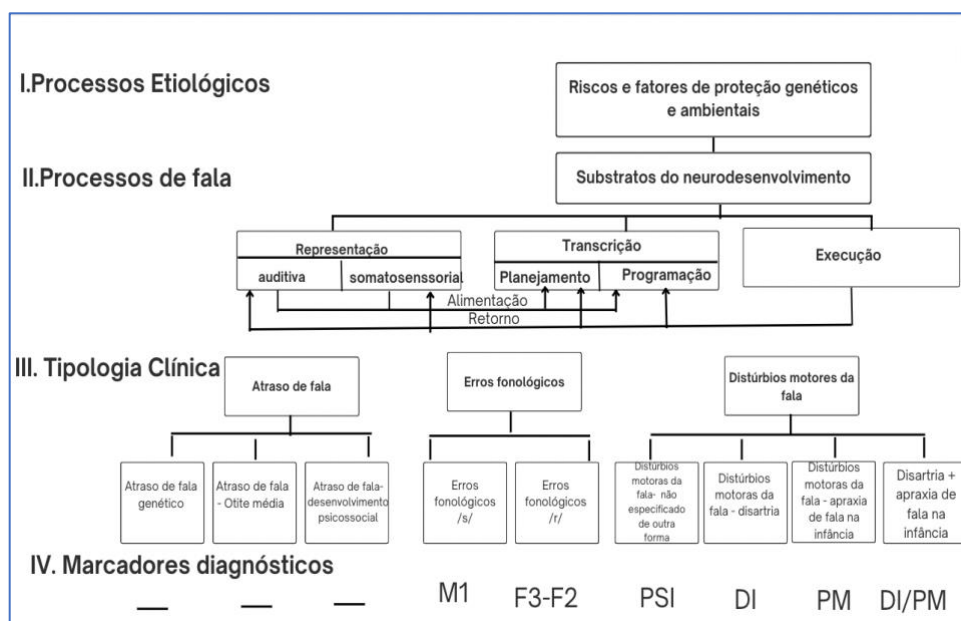 I.Processos Etiológicos
Riscos e fatores de proteção genéticos
e ambientais
II.Processos de fala
Substratos do neurodesenvolvimento
Representação
auditiva
somatosenssorial
Transcrição
Planejamento
Programação
Execução
Alimentação
Retorno
III. Tipologia Clínica
Atraso de fala
Erros fonológicos
Distúrbios motores da
fala
Atraso de fala
genético
Atraso de fala
- Otite média
Atraso de fala-
desenvolvimento
psicossocial
Erros
fonológicos
/s/
Erros
fonológicos
/r/
Distúrbios
motoras da
fala- não
especificado
de outra
forma
Distúrbios
motoras da
fala - disartria
Distúrbios
motoras da
fala - apraxia
de fala na
infância
Disartria +
apraxia de
fala na
infância
IV. Marcadores diagnósticos
— — — M1 F3-F2 PSI DI PM DI/PM